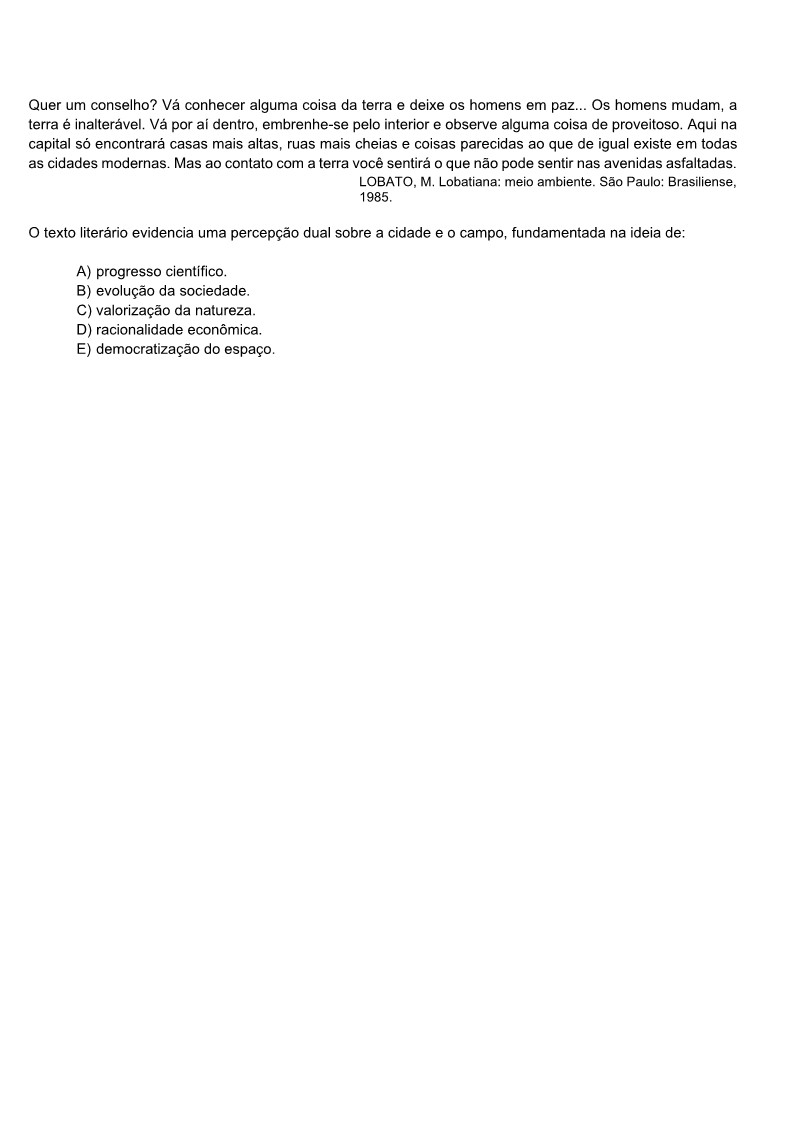 Quer um conselho? Vá conhecer alguma coisa da terra e deixe os homens em paz... Os homens mudam, a
terra é inalterável. Vá por aí dentro, embrenhe-se pelo interior e observe alguma coisa de proveitoso. Aqui na
capital só encontrará casas mais altas, ruas mais cheias e coisas parecidas ao que de igual existe em todas
as cidades modernas. Mas ao contato com a terra você sentirá o que não pode sentir nas avenidas asfaltadas.
LOBATO, M. Lobatiana: meio ambiente. São Paulo: Brasiliense,
1985.
O texto literário evidencia uma percepção dual sobre a cidade e o campo, fundamentada na ideia de:
A) progresso científico.
B) evolução da sociedade.
C) valorização da natureza.
D) racionalidade econômica.
E) democratização do espaço.